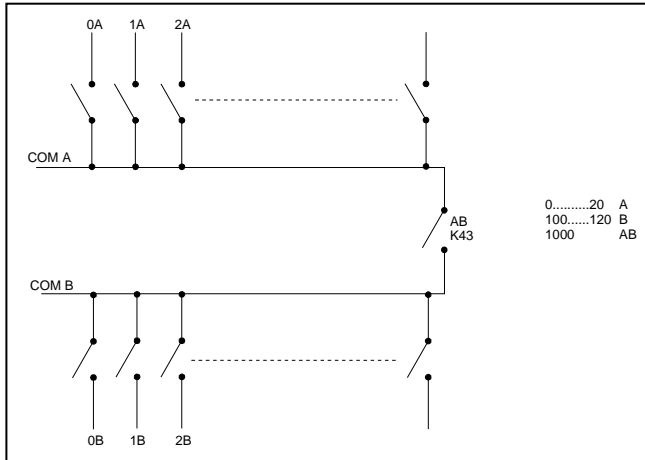 0A 1A 2A
COM A
AB
K43
0..........20 A
100......120 B
1000 AB
COM B
0B 1B 2B